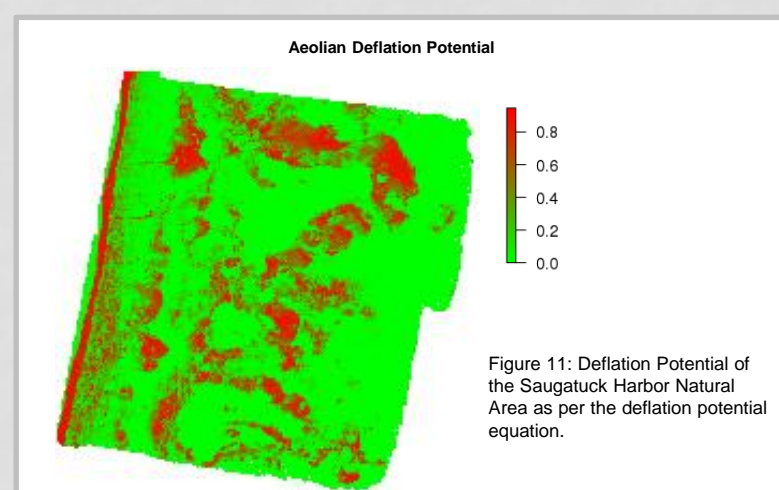 Aeolian Deflation Potential
0.8
0.6
0.4
0.2
0.0
Figure 11: Deflation Potential of
the Saugatuck Harbor Natural
Area as per the deflation potential
equation.